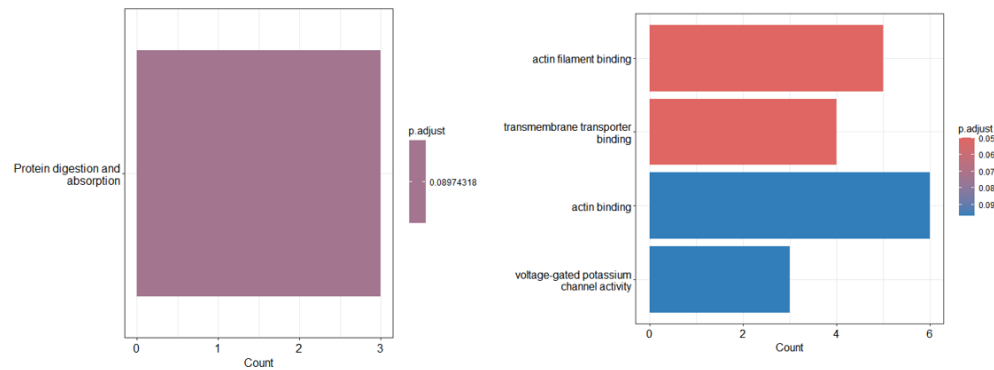 Protein digestion and
absorption
0 1 2 3
Count
p.adjust
0.08974318
actin filament binding
transmembrane transporter
binding
actin binding
voltage-gated potassium
channel activity
0 2 4 6
Count
p.adjust
0.05
0.06
0.07
0.08
0.09